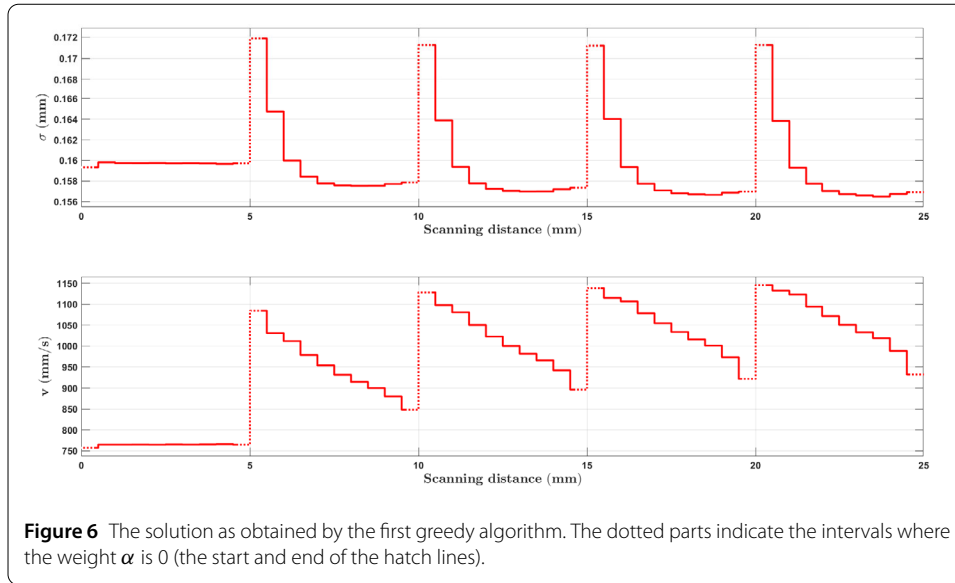 0.172
0.17
0.168
0.166
0.164
0.162
0.16
0.158
0.156
σ (mm)
0 5 10 15 20 25
Scanning distance (mm)
1150
1100
1050
1000
950
900
850
800
750
v (mm/s)
0 5 10 15 20 25
Scanning distance (mm)
Figure 6 The solution as obtained by the first greedy algorithm. The dotted parts indicate the intervals where
the weight α is 0 (the start and end of the hatch lines).